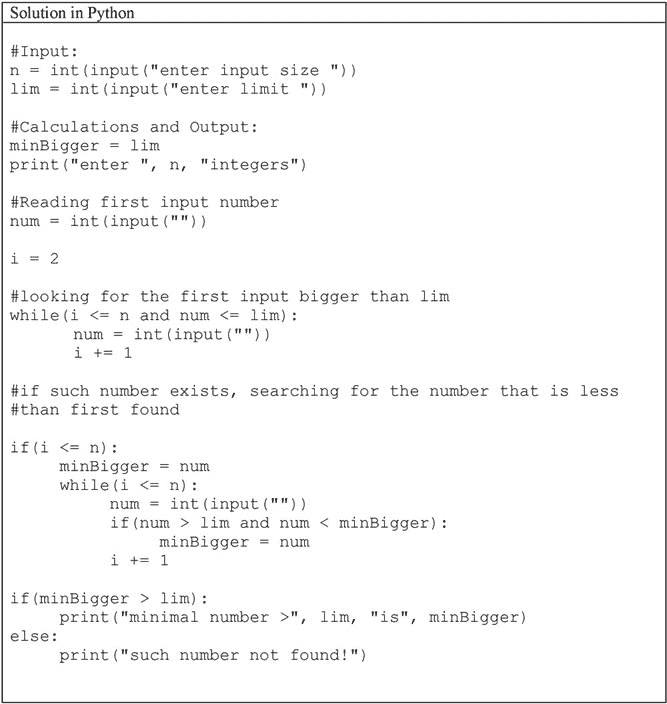 Solution in Python
#Input:
n = int(input("enter input size "))
lim = int(input("enter limit "))
#Calculations and Output:
minBigger = lim
print("enter ", n, "integers")
#Reading first input number
num = int(input(""))
i = 2
#looking for the first input bigger than lim
while(i <= n and num <= lim):
      num = int(input(""))
      i += 1
#if such number exists, searching for the number that is less
#than first found
if(i <= n):
     minBigger = num
     while(i <= n):
          num = int(input(""))
          if(num > lim and num < minBigger):
               minBigger = num
          i += 1
if(minBigger > lim):
     print("minimal number >", lim, "is", minBigger)
else:
     print("such number not found!")